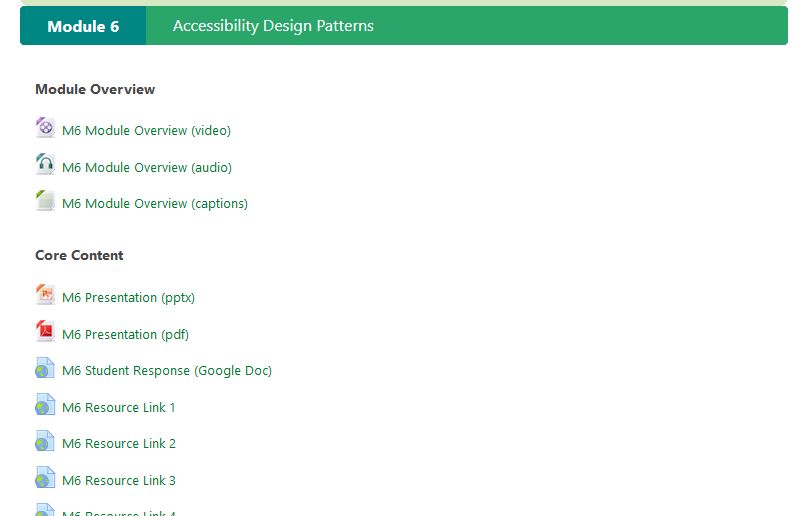 Module 6 Accessibility Design Patterns
Module Overview
M6 Module Overview (video)
M6 Module Overview (audio)
M6 Module Overview (captions)
Core Content
M6 Presentation (pptx)
M6 Presentation (pdf)
M6 Student Response (Google Doc)
M6 Resource Link 1
M6 Resource Link 2
M6 Resource Link 3
M6 Resource Link 4